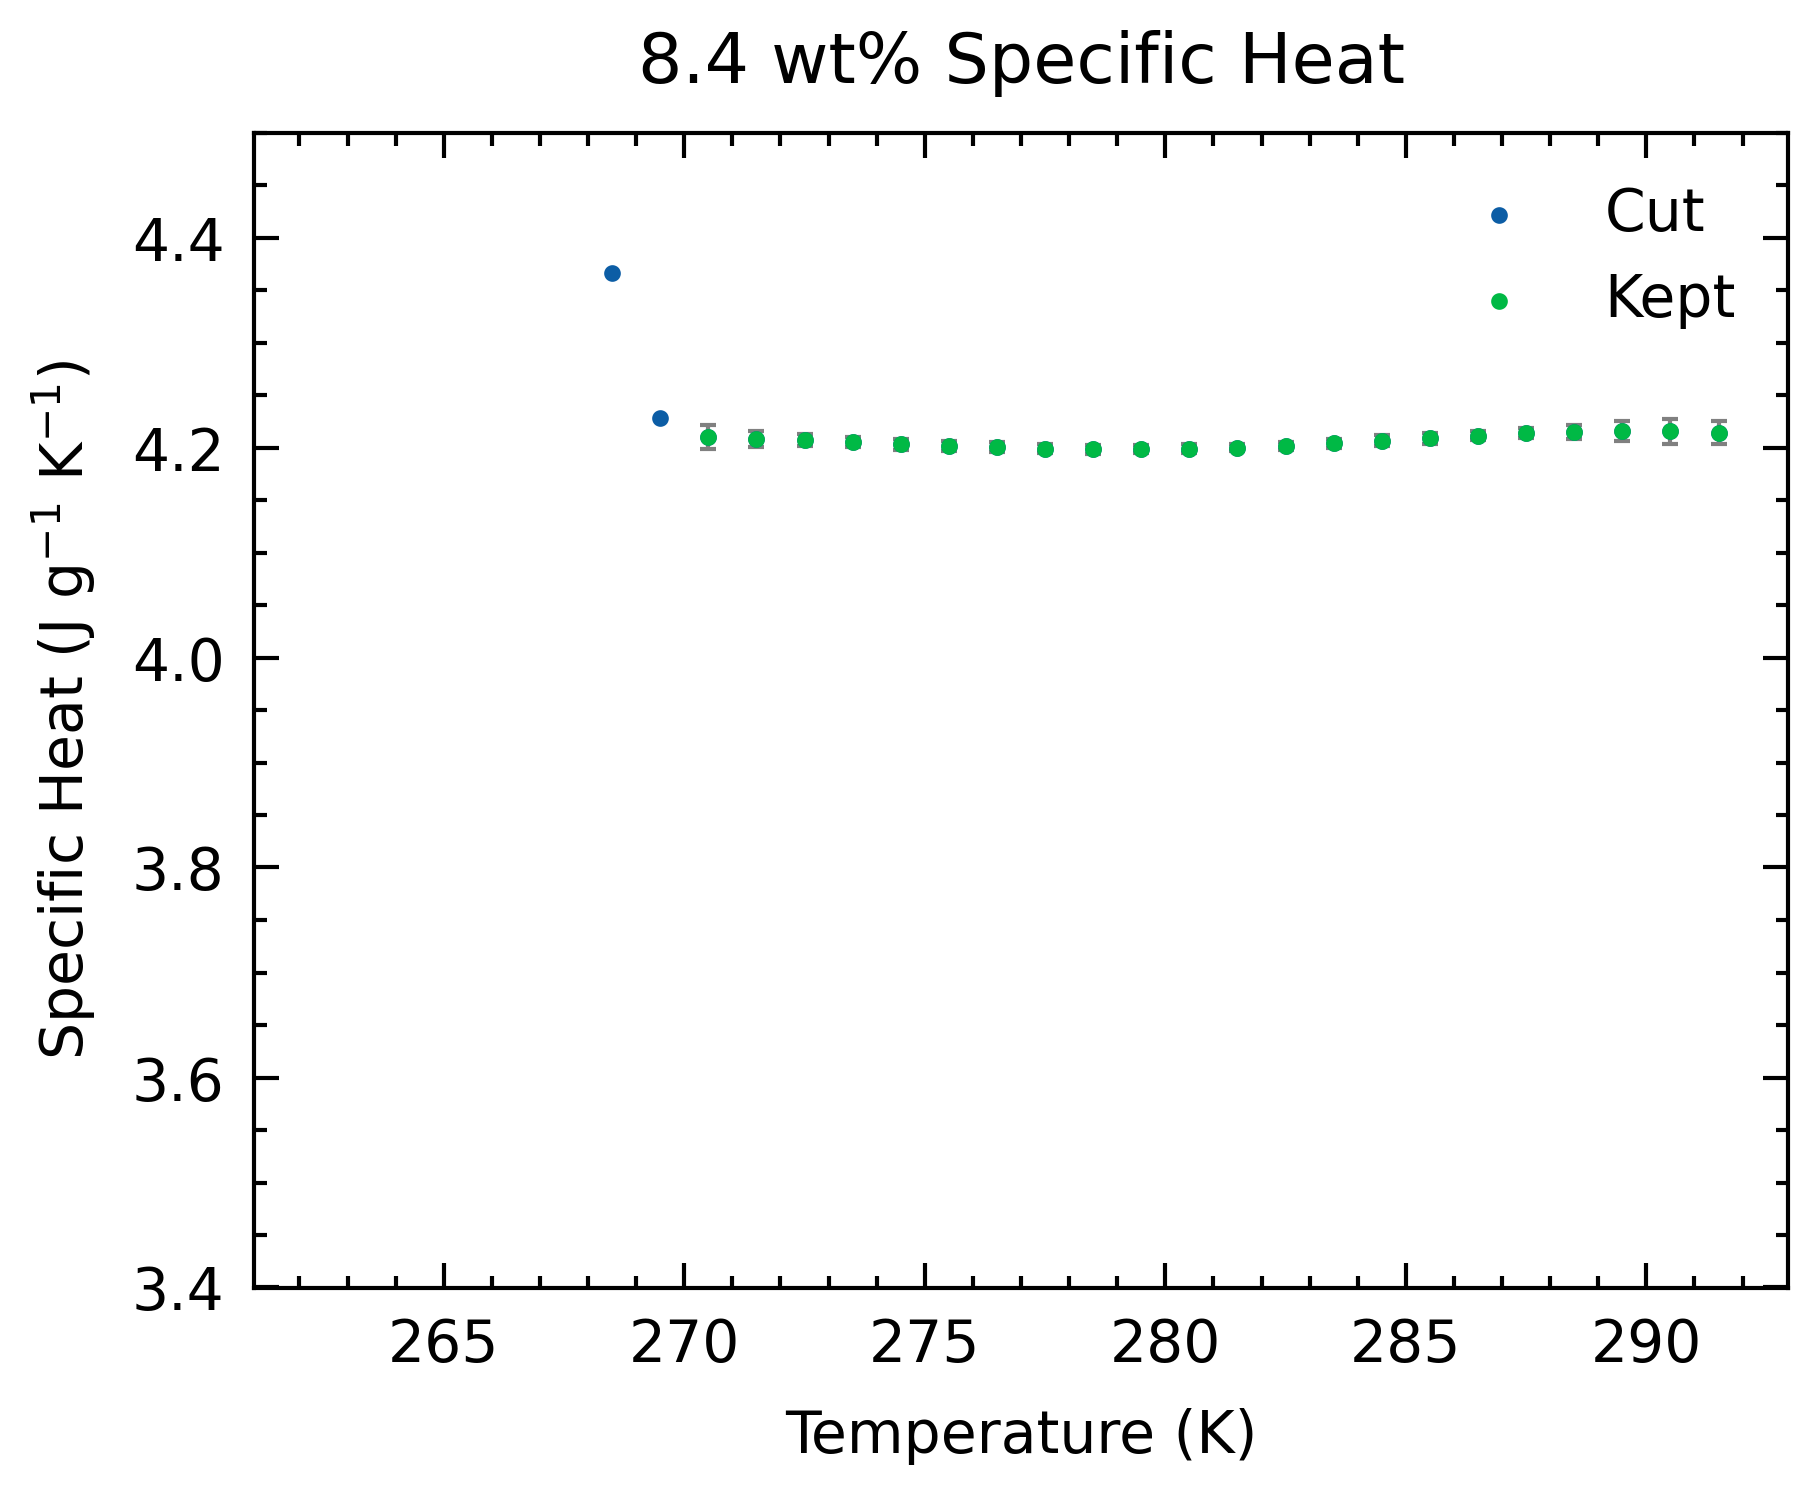 8.4 wt% Specific Heat
Cut
Kept
4.4
4.2
4.0
3.8
3.6
3.4
Specific Heat (J g⁻¹ K⁻¹)
265 270 275 280 285 290
Temperature (K)